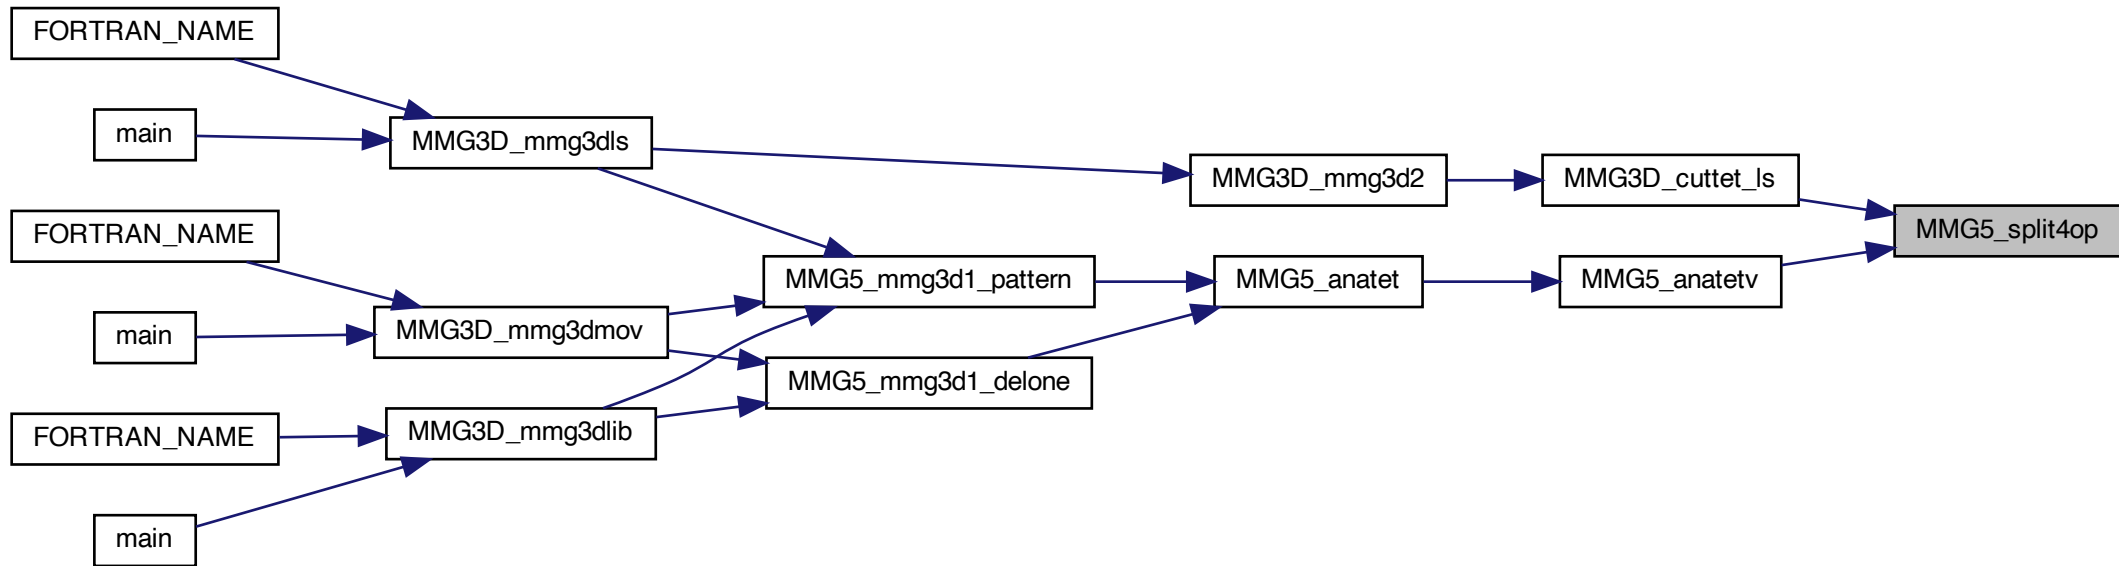 FORTRAN_NAME
main
MMG3D_mmg3dls
MMG3D_mmg3d2
MMG3D_cuttet_ls
MMG5_split4op
FORTRAN_NAME
MMG5_mmg3d1_pattern
MMG5_anatet
MMG5_anatetv
main
MMG3D_mmg3dmov
MMG5_mmg3d1_delone
FORTRAN_NAME
MMG3D_mmg3dlib
main